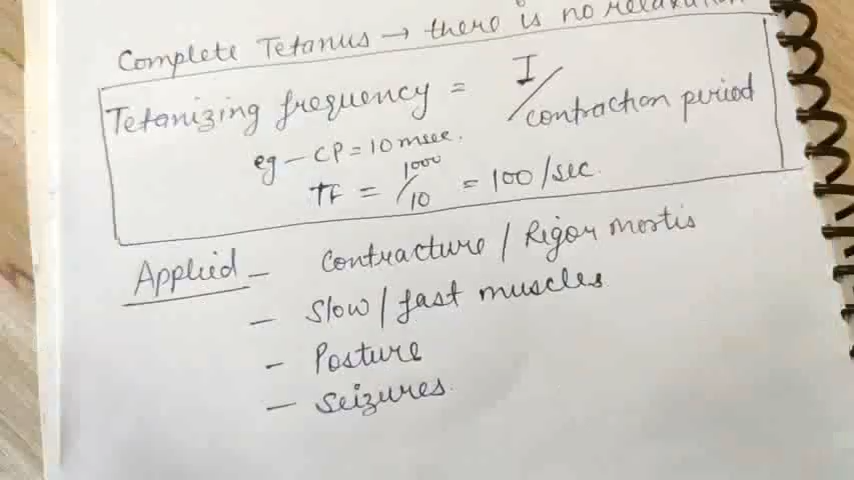 Complete Tetanus → there is no relaxation
Tetanizing frequency = I / contraction period
eg - CP = 10 msec.
TF = 1000/10 = 100/sec.
Applied - Contracture / Rigor mortis
- Slow / fast muscles
- Posture
- Seizures.